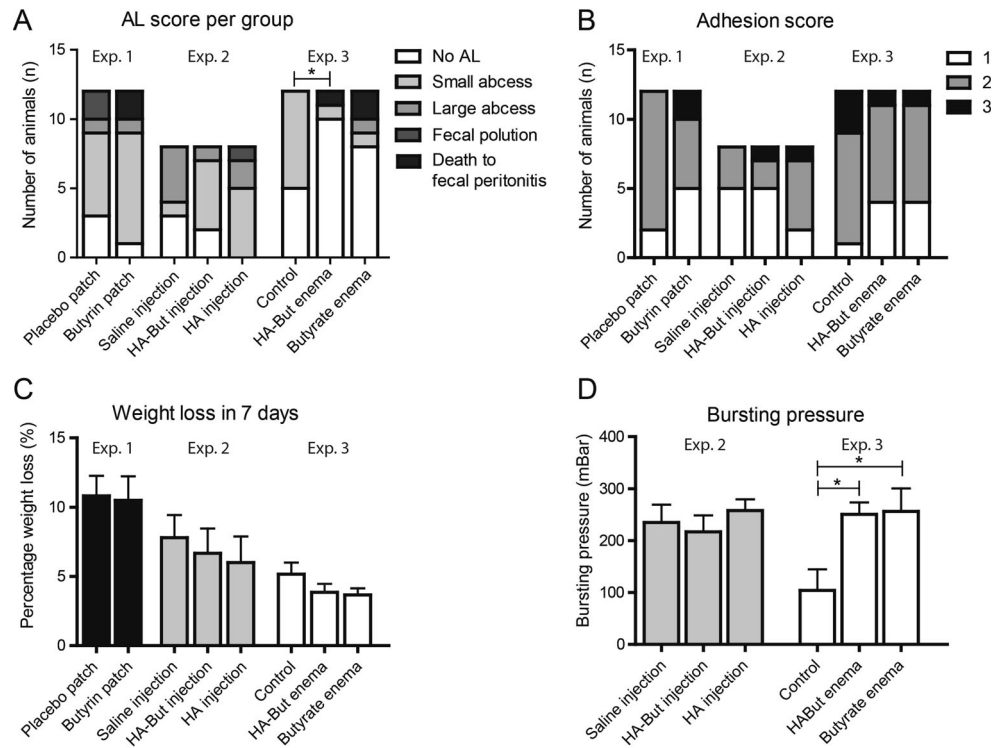 A
AL score per group
Exp. 1
Exp. 2
Exp. 3
*
Number of animals (n)
15
10
5
0
Placebo patch
Butyrin patch
Saline injection
HA-But injection
HA injection
Control
HA-But enema
Butyrate enema
No AL
Small abcess
Large abcess
Fecal polution
Death to
fecal peritonitis
B
Adhesion score
Exp. 1
Exp. 2
Exp. 3
Number of animals (n)
15
10
5
0
Placebo patch
Butyrin patch
Saline injection
HA-But injection
HA injection
Control
HA-But enema
Butyrate enema
1
2
3
C
Weight loss in 7 days
Exp. 1
Exp. 2
Exp. 3
Percentage weight loss (%)
15
10
5
0
Placebo patch
Butyrin patch
Saline injection
HA-But injection
HA injection
Control
HA-But enema
Butyrate enema
D
Bursting pressure
Exp. 2
Exp. 3
*
*
Bursting pressure (mBar)
400
300
200
100
0
Saline injection
HA-But injection
HA injection
Control
HABut enema
Butyrate enema